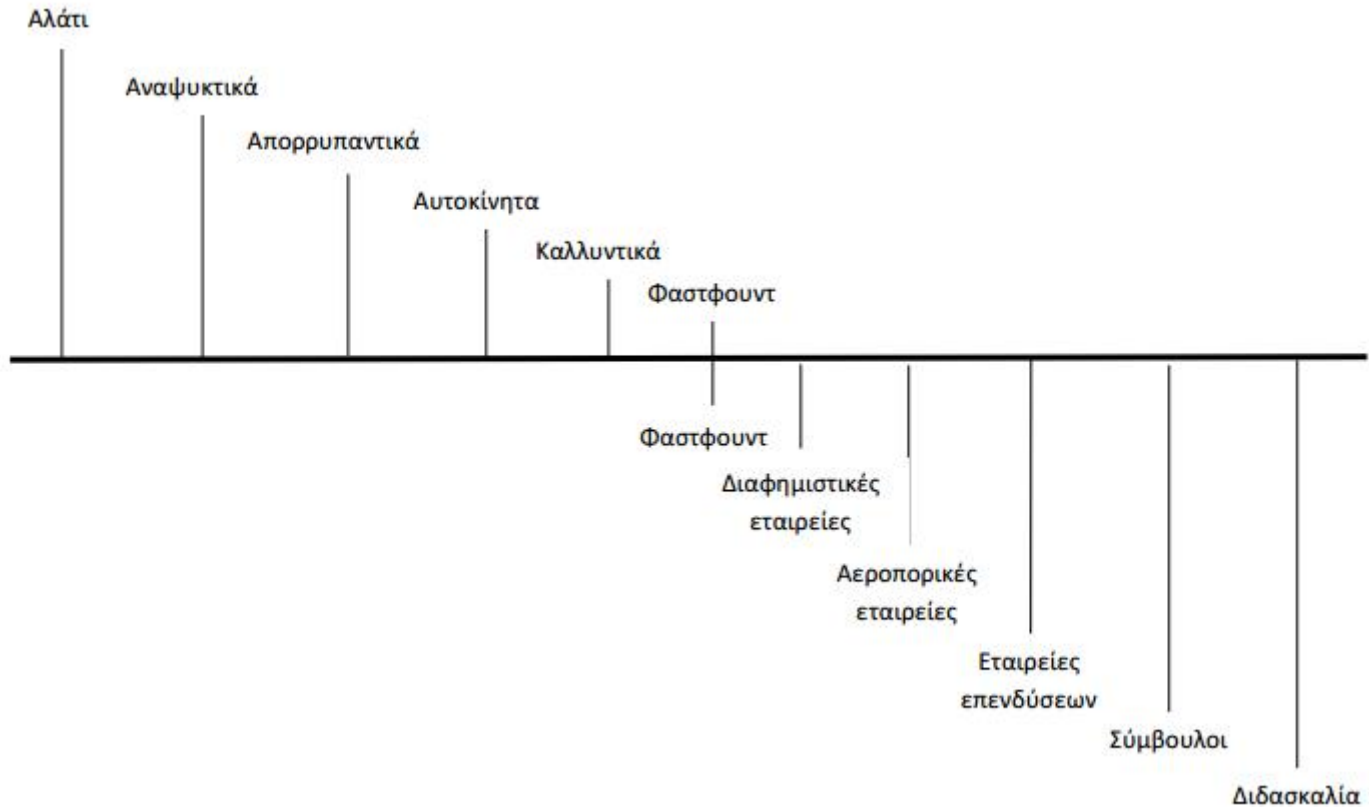 Αλάτι
Αναψυκτικά
Απορρυπαντικά
Αυτοκίνητα
Καλλυντικά
Φαστφουντ
Φαστφουντ
Διαφημιστικές
εταιρείες
Αεροπορικές
εταιρείες
Εταιρείες
επενδύσεων
Σύμβουλοι
Διδασκαλία